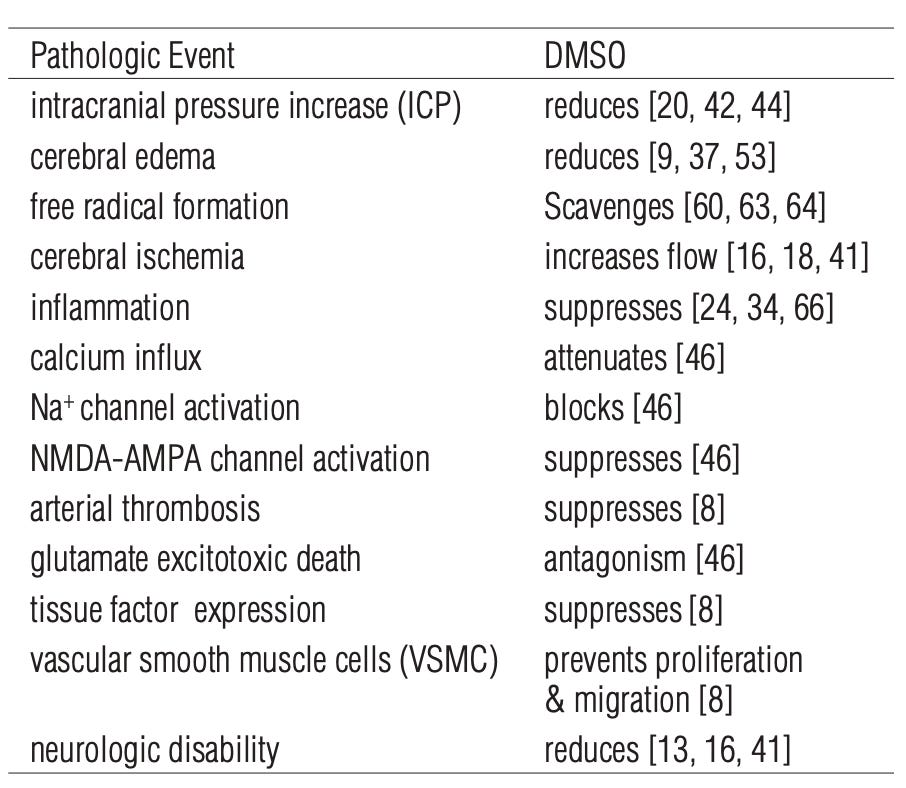 Pathologic Event DMSO
intracranial pressure increase (ICP) reduces [20, 42, 44]
cerebral edema reduces [9, 37, 53]
free radical formation Scavenges [60, 63, 64]
cerebral ischemia increases flow [16, 18, 41]
inflammation suppresses [24, 34, 66]
calcium influx attenuates [46]
Na⁺ channel activation blocks [46]
NMDA-AMPA channel activation suppresses [46]
arterial thrombosis suppresses [8]
glutamate excitotoxic death antagonism [46]
tissue factor expression suppresses [8]
vascular smooth muscle cells (VSMC) prevents proliferation
& migration [8]
neurologic disability reduces [13, 16, 41]